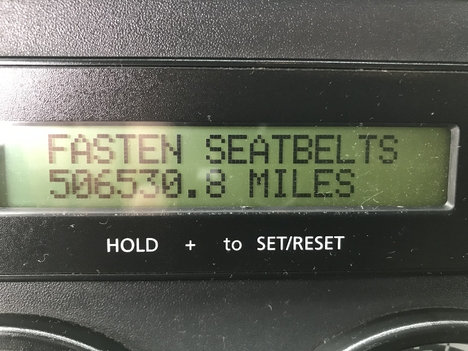 FASTEN SEATBELTS
506530.8 MILES
HOLD + to SET/RESET